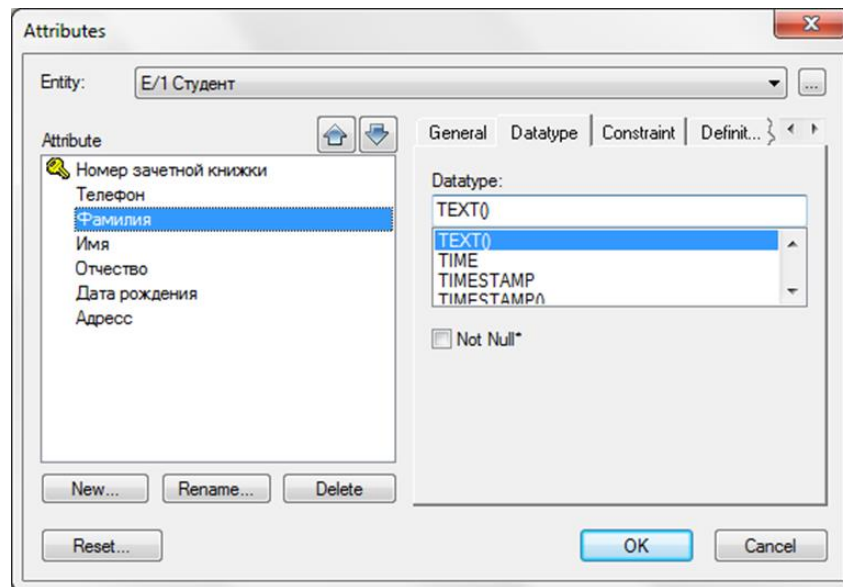 Attributes
Entity:
E/1 Студент
...
Attribute
Номер зачетной книжки
Телефон
Фамилия
Имя
Отчество
Дата рождения
Адресс
New...
Rename...
Delete
General
Datatype
Constraint
Definit...
Datatype:
TEXT()
TEXT()
TIME
TIMESTAMP
TIMESTAMP()
Not Null*
Reset...
OK
Cancel